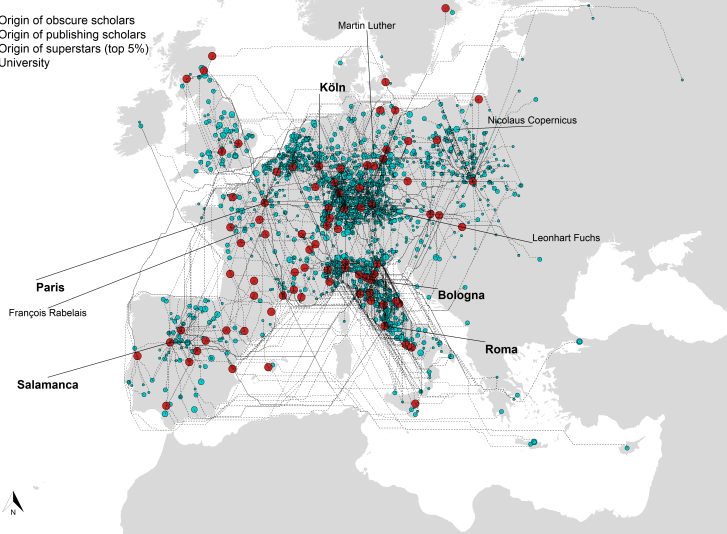 Origin of obscure scholars
Origin of publishing scholars
Origin of superstars (top 5%)
University
Martin Luther
Köln
Nicolaus Copernicus
Leonhart Fuchs
Paris
Bologna
François Rabelais
Roma
Salamanca
N